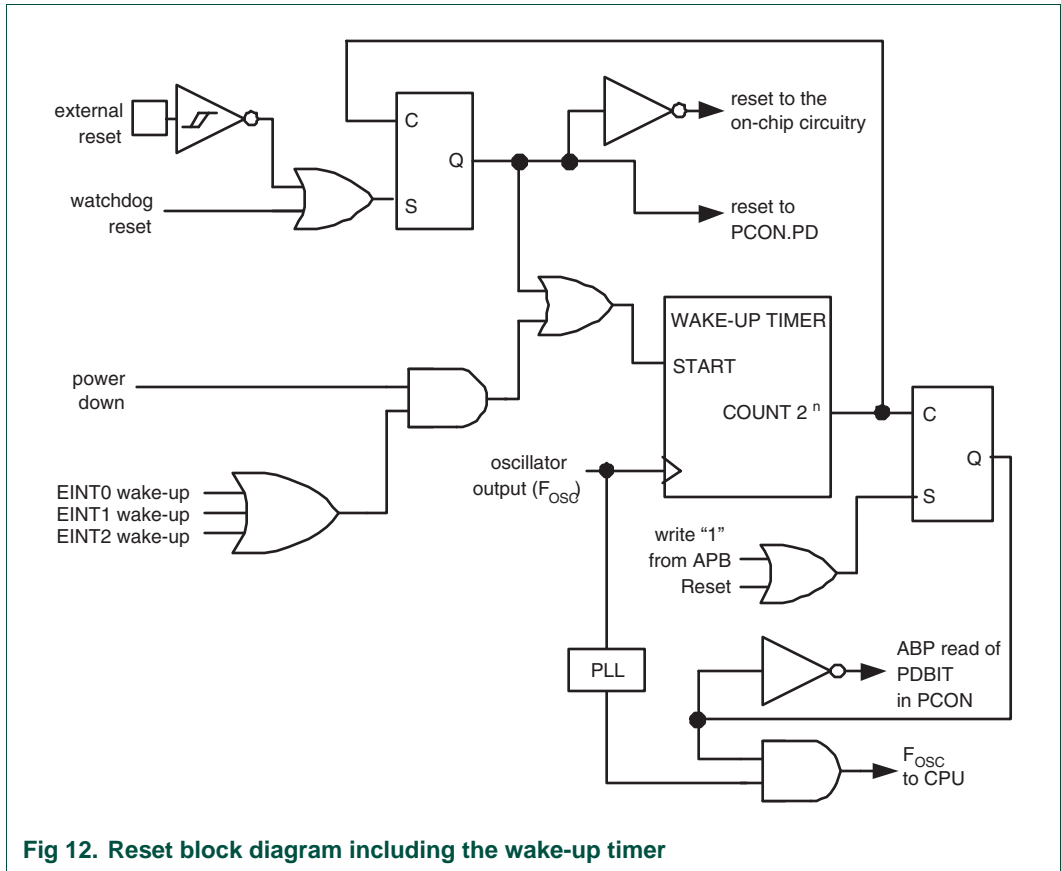 external
reset
watchdog
reset
C
Q
S
reset to the
on-chip circuitry
reset to
PCON.PD
WAKE-UP TIMER
START
COUNT 2 n
power
down
oscillator
output (FOSC)
EINT0 wake-up
EINT1 wake-up
EINT2 wake-up
C
Q
S
write “1”
from APB
Reset
PLL
ABP read of
PDBIT
in PCON
FOSC
to CPU
Fig 12. Reset block diagram including the wake-up timer